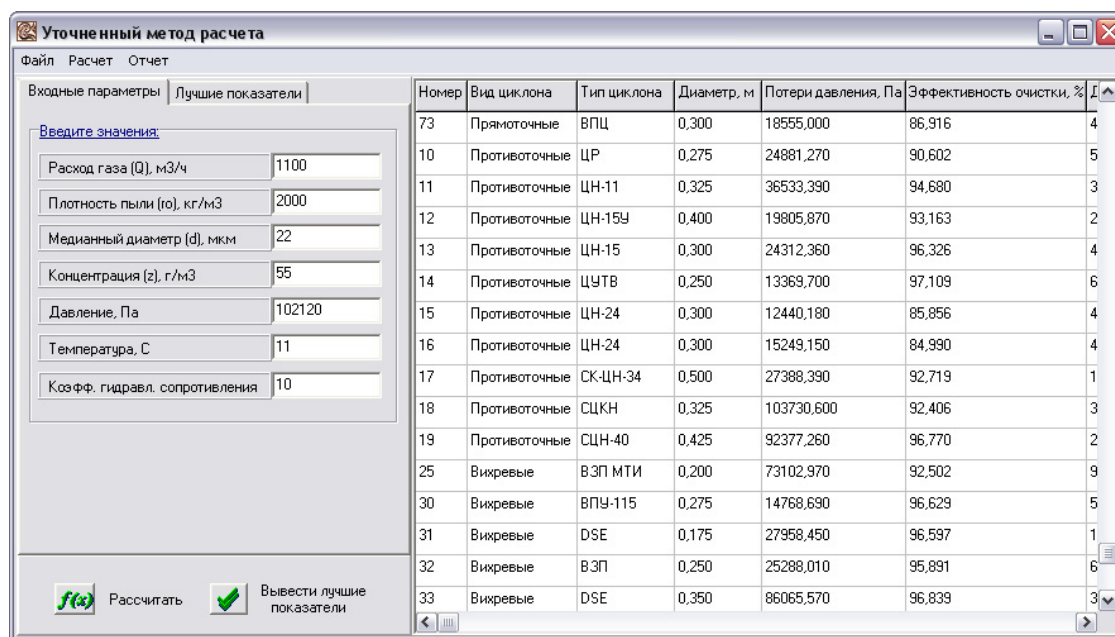 Уточненный метод расчета
Файл Расчет Отчет
Входные параметры Лучшие показатели
Введите значения:
Расход газа (Q), м3/ч 1100
Плотность пыли (ro), кг/м3 2000
Медианный диаметр (d), мкм 22
Концентрация (z), г/м3 55
Давление, Па 102120
Температура, С 11
Коэфф. гидравл. сопротивления 10
f(x) Рассчитать
Вывести лучшие
показатели
Номер Вид циклона Тип циклона Диаметр, м Потери давления, Па Эффективность очистки, % Д
73 Прямоточные ВПЦ 0,300 18555,000 86,916 4
10 Противоточные ЦР 0,275 24881,270 90,602 5
11 Противоточные ЦН-11 0,325 36533,390 94,680 3
12 Противоточные ЦН-15У 0,400 19805,870 93,163 2
13 Противоточные ЦН-15 0,300 24312,360 96,326 4
14 Противоточные ЦУТВ 0,250 13369,700 97,109 6
15 Противоточные ЦН-24 0,300 12440,180 85,856 4
16 Противоточные ЦН-24 0,300 15249,150 84,990 4
17 Противоточные СК-ЦН-34 0,500 27388,390 92,719 1
18 Противоточные СЦКН 0,325 103730,600 92,406 3
19 Противоточные СЦН-40 0,425 92377,260 96,770 2
25 Вихревые ВЗП МТИ 0,200 73102,970 92,502 9
30 Вихревые ВПУ-115 0,275 14768,690 96,629 5
31 Вихревые DSE 0,175 27958,450 96,597 1
32 Вихревые ВЗП 0,250 25288,010 95,891 6
33 Вихревые DSE 0,350 86065,570 96,839 3